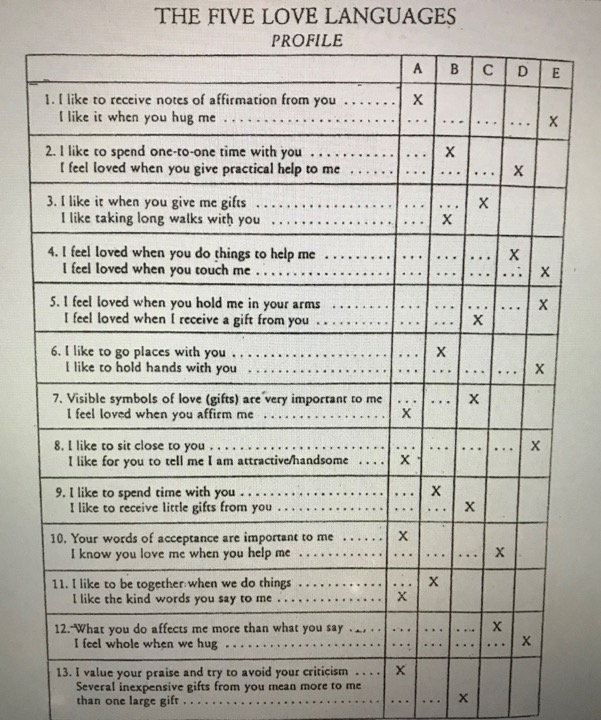 THE FIVE LOVE LANGUAGES
PROFILE
A B C D E
1. I like to receive notes of affirmation from you ....... X
I like it when you hug me ........................ ... ... ... ... X
2. I like to spend one-to-one time with you ........... ... X
I feel loved when you give practical help to me ....... ... ... ... X
3. I like it when you give me gifts .................. ... ... X
I like taking long walks with you ................ ... X
4. I feel loved when you do things to help me ......... ... ... ... X
I feel loved when you touch me .................. ... ... ... ... X
5. I feel loved when you hold me in your arms ........ ... ... ... ... X
I feel loved when I receive a gift from you .......... ... ... X
6. I like to go places with you ...................... ... X
I like to hold hands with you ................... ... ... ... ... X
7. Visible symbols of love (gifts) are very important to me ... ... X
I feel loved when you affirm me ................. X
8. I like to sit close to you ......................... ... ... ... ... X
I like for you to tell me I am attractive/handsome .... X
9. I like to spend time with you ..................... ... X
I like to receive little gifts from you .............. ... ... X
10. Your words of acceptance are important to me ...... X
I know you love me when you help me ............ ... ... ... X
11. I like to be together when we do things ............ ... X
I like the kind words you say to me ............... X
12. What you do affects me more than what you say .... ... ... ... X
I feel whole when we hug ....................... ... ... ... ... X
13. I value your praise and try to avoid your criticism .... X
Several inexpensive gifts from you mean more to me
than one large gift ............................. ... ... X